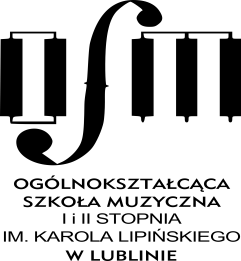 OGÓLNOKSZTAŁCĄCA
SZKOŁA MUZYCZNA
I i II STOPNIA
IM. KAROLA LIPIŃSKIEGO
W LUBLINIE